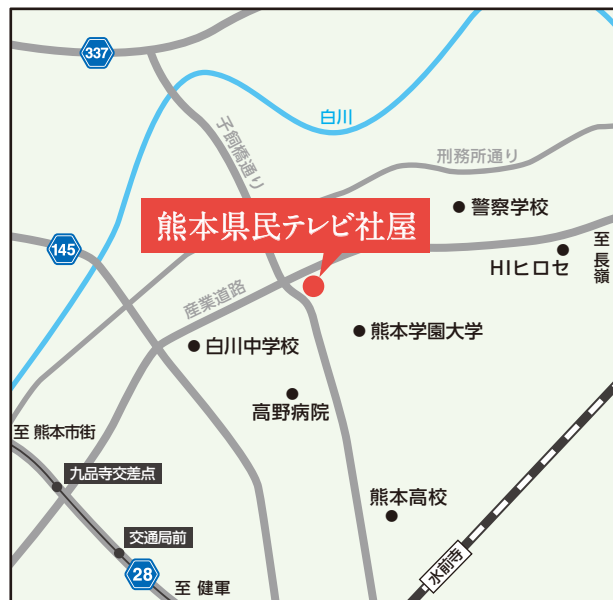 337
白川
子飼橋通り
刑務所通り
警察学校
熊本県民テレビ社屋
145
至 長嶺
HIヒロセ
産業道路
熊本学園大学
白川中学校
高野病院
至 熊本市街
九品寺交差点
熊本高校
交通局前
水前寺
28
至 健軍